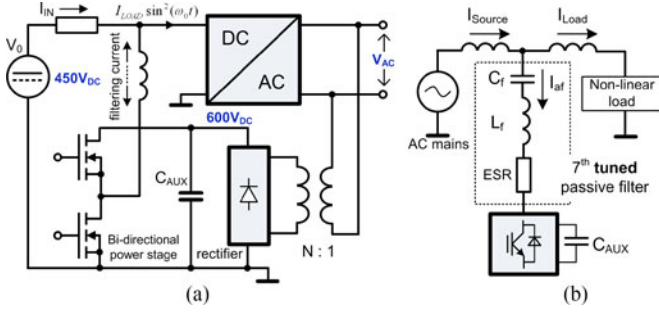 I_IN
I_LOAD sin²(ω₀t)
V₀
450V_DC
filtering current
DC
AC
V_AC
600V_DC
C_AUX
Bi-directional
power stage
rectifier
N : 1
(a)
I_Source
I_Load
C_f
I_af
Non-linear
load
AC mains
L_f
ESR
7th tuned
passive filter
C_AUX
(b)